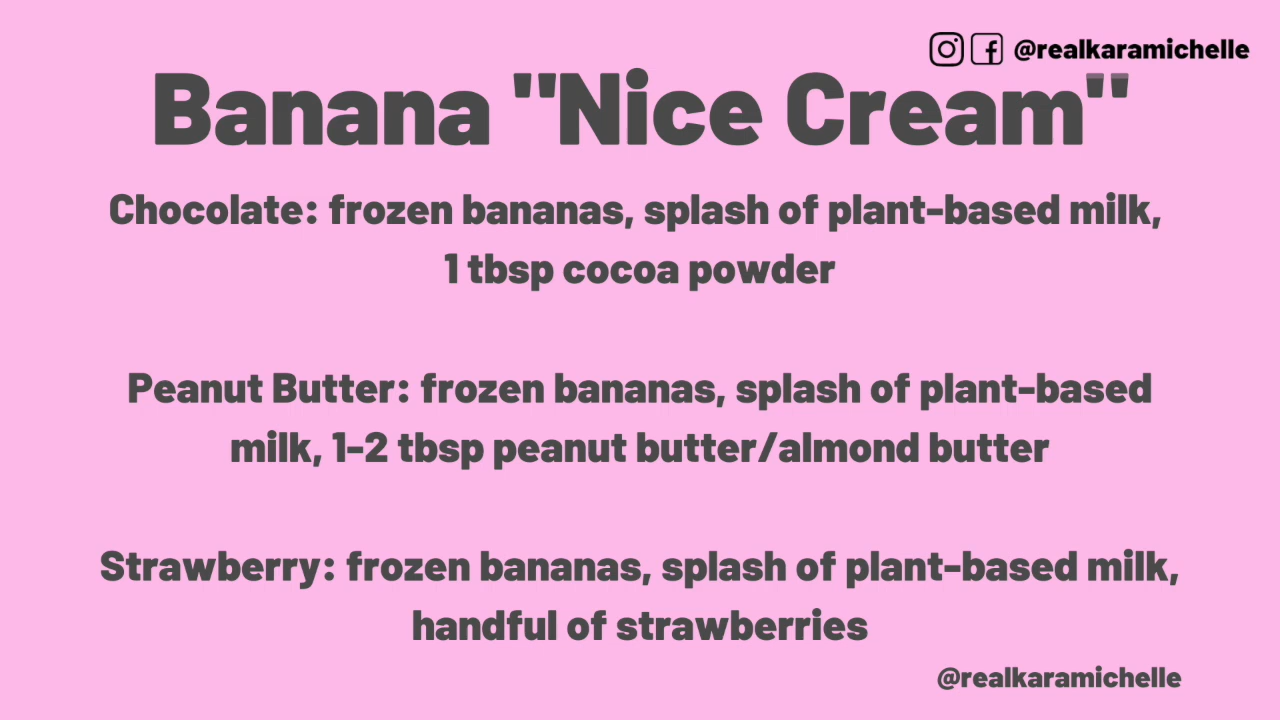 @realkaramichelle
Banana "Nice Cream"
Chocolate: frozen bananas, splash of plant-based milk,
1 tbsp cocoa powder
Peanut Butter: frozen bananas, splash of plant-based
milk, 1-2 tbsp peanut butter/almond butter
Strawberry: frozen bananas, splash of plant-based milk,
handful of strawberries
@realkaramichelle